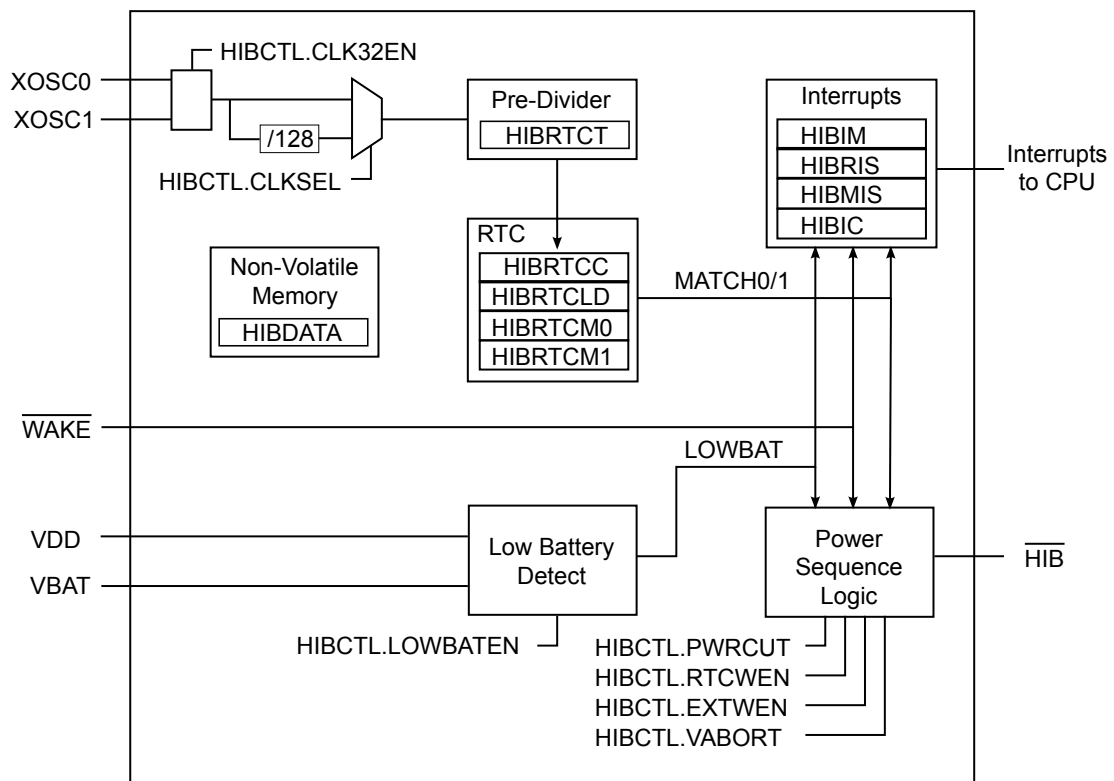 HIBCTL.CLK32EN
XOSC0
XOSC1
/128
HIBCTL.CLKSEL
Pre-Divider
HIBRTCT
Interrupts
HIBIM
HIBRIS
HIBMIS
HIBIC
Interrupts
to CPU
RTC
HIBRTCC
HIBRTCLD
HIBRTCM0
HIBRTCM1
MATCH0/1
Non-Volatile
Memory
HIBDATA
WAKE
LOWBAT
VDD
VBAT
Low Battery
Detect
HIBCTL.LOWBATEN
Power
Sequence
Logic
HIB
HIBCTL.PWRCUT
HIBCTL.RTCWEN
HIBCTL.EXTWEN
HIBCTL.VABORT